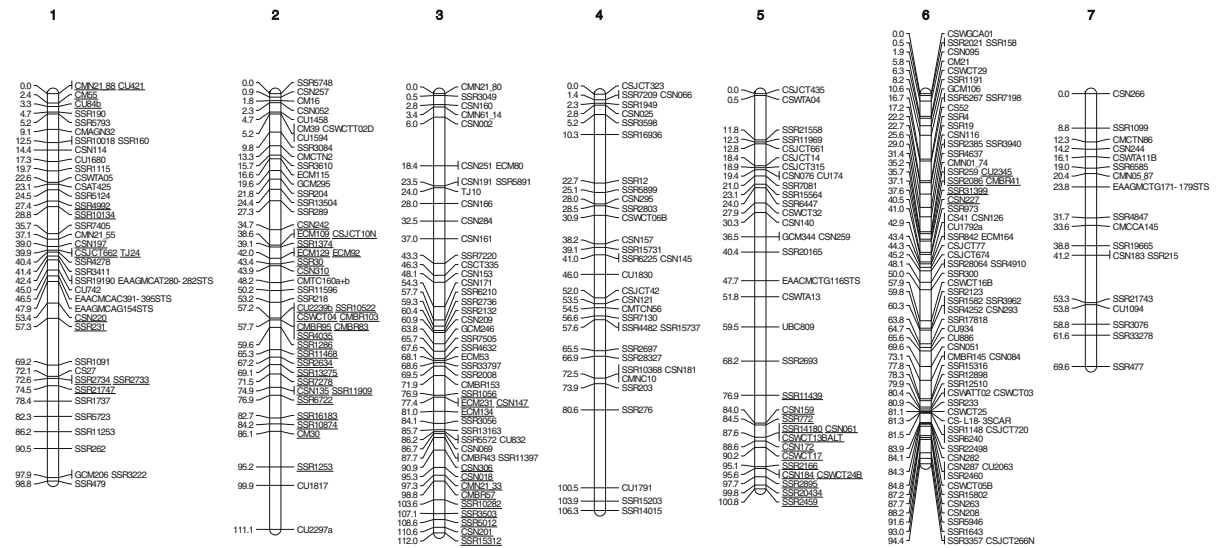 1
0.0 CMN21_88 CU421
2.4 CM55
3.3 CU84b
4.7 SSR190
5.2 SSR5793
9.1 CMAGN32
12.5 SSR10018 SSR160
14.4 CSN114
17.3 CU1680
19.7 SSR1115
22.6 CSWTA05
23.1 CSAT425
24.5 SSR5124
27.4 SSR4992
28.8 SSR10134
35.7 SSR7405
37.1 CMN21_55
39.0 CSN197
39.9 CSJCT662 TJ24
40.4 SSR4278
41.4 SSR3411
42.4 SSR19190 EAAGMCAT280-282STS
45.0 CU742
46.5 EAACMCAC391-395STS
47.9 EAAGMCAG154STS
53.4 CSN220
57.3 SSR231
69.2 SSR1091
72.1 CS27
72.6 SSR2734 SSR2733
74.5 SSR21747
78.4 SSR1737
82.3 SSR5723
86.2 SSR11253
90.5 SSR262
97.9 GCM206 SSR3222
98.8 SSR479
2
0.0 SSR5748
0.9 CSN257
1.8 CM16
2.3 CSN052
4.7 CU1458
5.2 CM39 CSWCTT02D
CU1594
9.8 SSR3084
13.3 CMCTN2
15.7 SSR3610
16.6 ECM115
19.6 GCM295
21.8 SSR204
24.4 SSR13504
27.3 SSR289
34.7 CSN242
38.6 ECM109 CSJCT10N
39.1 SSR1374
42.0 ECM129 ECM92
43.4 SSR30
43.9 CSN310
48.2 CMTC160a+b
50.2 SSR11596
53.2 SSR218
57.2 CU2239b SSR10522
CSWCT04 CMBR103
57.7 CMBR95 CMBR83
SSR4035
59.6 SSR1286
65.3 SSR11468
67.2 SSR2634
69.1 SSR13275
71.5 SSR7278
74.9 CSN135 SSR11909
76.9 SSR6722
82.7 SSR16183
84.2 SSR10874
86.1 CM30
95.2 SSR1253
99.9 CU1817
111.1 CU2297a
3
0.0 CMN21_80
0.5 SSR3049
2.8 CSN160
3.4 CMN61_14
6.0 CSN002
18.4 CSN251 ECM80
23.5 CSN191 SSR5891
24.0 TJ10
28.0 CSN166
32.5 CSN284
37.0 CSN161
43.3 SSR7220
46.3 CSCT335
48.1 CSN153
54.3 CSN171
57.7 SSR6210
59.3 SSR2736
60.4 SSR2132
60.9 CSN209
63.8 GCM246
65.7 SSR7505
67.6 SSR4632
68.1 ECM53
68.6 SSR33797
69.5 SSR2008
71.9 CMBR153
76.9 SSR1056
77.4 ECM231 CSN147
81.0 ECM134
84.1 SSR3056
85.7 SSR13163
86.2 SSR5572 CU832
86.7 CSN069
87.7 CMBR43 SSR11397
90.9 CSN306
95.3 CSN018
97.3 CMN21_33
98.8 CMBR57
103.6 SSR10282
107.1 SSR3503
108.6 SSR5012
110.6 CSN201
112.0 SSR15312
4
0.0 CSJCT323
1.4 SSR7209 CSN066
2.3 SSR1949
2.8 CSN025
5.2 SSR3598
10.3 SSR16936
22.7 SSR12
25.1 SSR5899
28.0 CSN295
28.5 SSR2803
30.9 CSWCT06B
38.2 CSN157
39.1 SSR15731
41.0 SSR6225 CSN145
46.0 CU1830
52.0 CSJCT42
53.5 CSN121
54.5 CMTCN56
56.6 SSR7130
57.6 SSR4482 SSR15737
65.5 SSR2697
66.9 SSR28327
72.5 SSR10368 CSN181
CMNC10
73.9 SSR203
80.6 SSR276
100.5 CU1791
103.9 SSR15203
106.3 SSR14015
5
0.0 CSJCT435
0.5 CSWTA04
11.8 SSR21558
12.3 SSR11969
12.8 CSJCT661
18.4 CSJCT14
18.9 CSJCT315
19.4 CSN076 CU174
21.0 SSR7081
23.1 SSR15564
24.0 SSR6447
27.9 CSWCT32
30.3 CSN140
36.5 GCM344 CSN259
40.4 SSR20165
47.7 EAACMCTG116STS
51.8 CSWTA13
59.5 UBC809
68.2 SSR2693
76.9 SSR11439
84.0 CSN159
84.5 SSR772
87.6 SSR14180 CSN061
CSWCT13BALT
88.6 CSN172
90.2 CSWCT17
95.1 SSR2166
95.6 CSN184 CSWCT24B
97.7 SSR2895
99.8 SSR20434
100.8 SSR2459
6
0.0 CSWGCA01
0.5 SSR2021 SSR158
1.9 CSN095
5.8 CM21
6.3 CSWCT29
8.2 SSR1191
10.6 GCM106
16.7 SSR5267 SSR7198
17.2 CS52
22.2 SSR4
22.7 SSR19
25.6 CSN116
29.0 SSR2385 SSR3940
31.4 SSR4637
35.2 CMN01_74
35.7 SSR259 CU2345
37.1 SSR2086 CMBR41
37.6 SSR31399
40.5 CSN227
41.0 SSR973
42.9 CS41 CSN126
CU1792a
43.4 SSR842 ECM164
44.3 CSJCT77
45.2 CSJCT674
48.1 SSR28064 SSR4910
50.0 SSR300
57.9 CSWCT16B
59.8 SSR2123
60.3 SSR1582 SSR3962
CSN4252 CSN293
63.8 SSR17818
64.7 CU934
65.6 CU886
69.6 CSN051
73.1 CMBR145 CSN084
77.8 SSR15316
78.3 SSR12898
79.9 SSR12510
80.4 CSWATT02 CSWCT03
80.9 SSR233
81.1 CSWCT25
81.3 CS-L18-3SCAR
81.5 SSR1148 CSJCT720
SSR6240
83.9 SSR22498
84.1 CSN282
84.3 CSN287 CU2063
SSR2460
84.8 CSWCT05B
87.2 SSR15802
87.7 CSN263
88.2 CSN208
91.6 SSR5946
93.0 SSR1643
94.4 SSR3357 CSJCT266N
7
0.0 CSN266
8.8 SSR1099
12.3 CMCTN86
14.2 CSN244
16.1 CSWTA11B
19.0 SSR6585
20.4 CMN05_87
23.8 EAAGMCTG171-179STS
31.7 SSR4847
33.6 CMCCA145
38.8 SSR19665
41.2 CSN183 SSR215
53.3 SSR21743
53.8 CU1094
58.8 SSR3076
61.6 SSR33278
69.6 SSR477